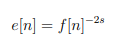 e[n] = f[n]^{-2s}